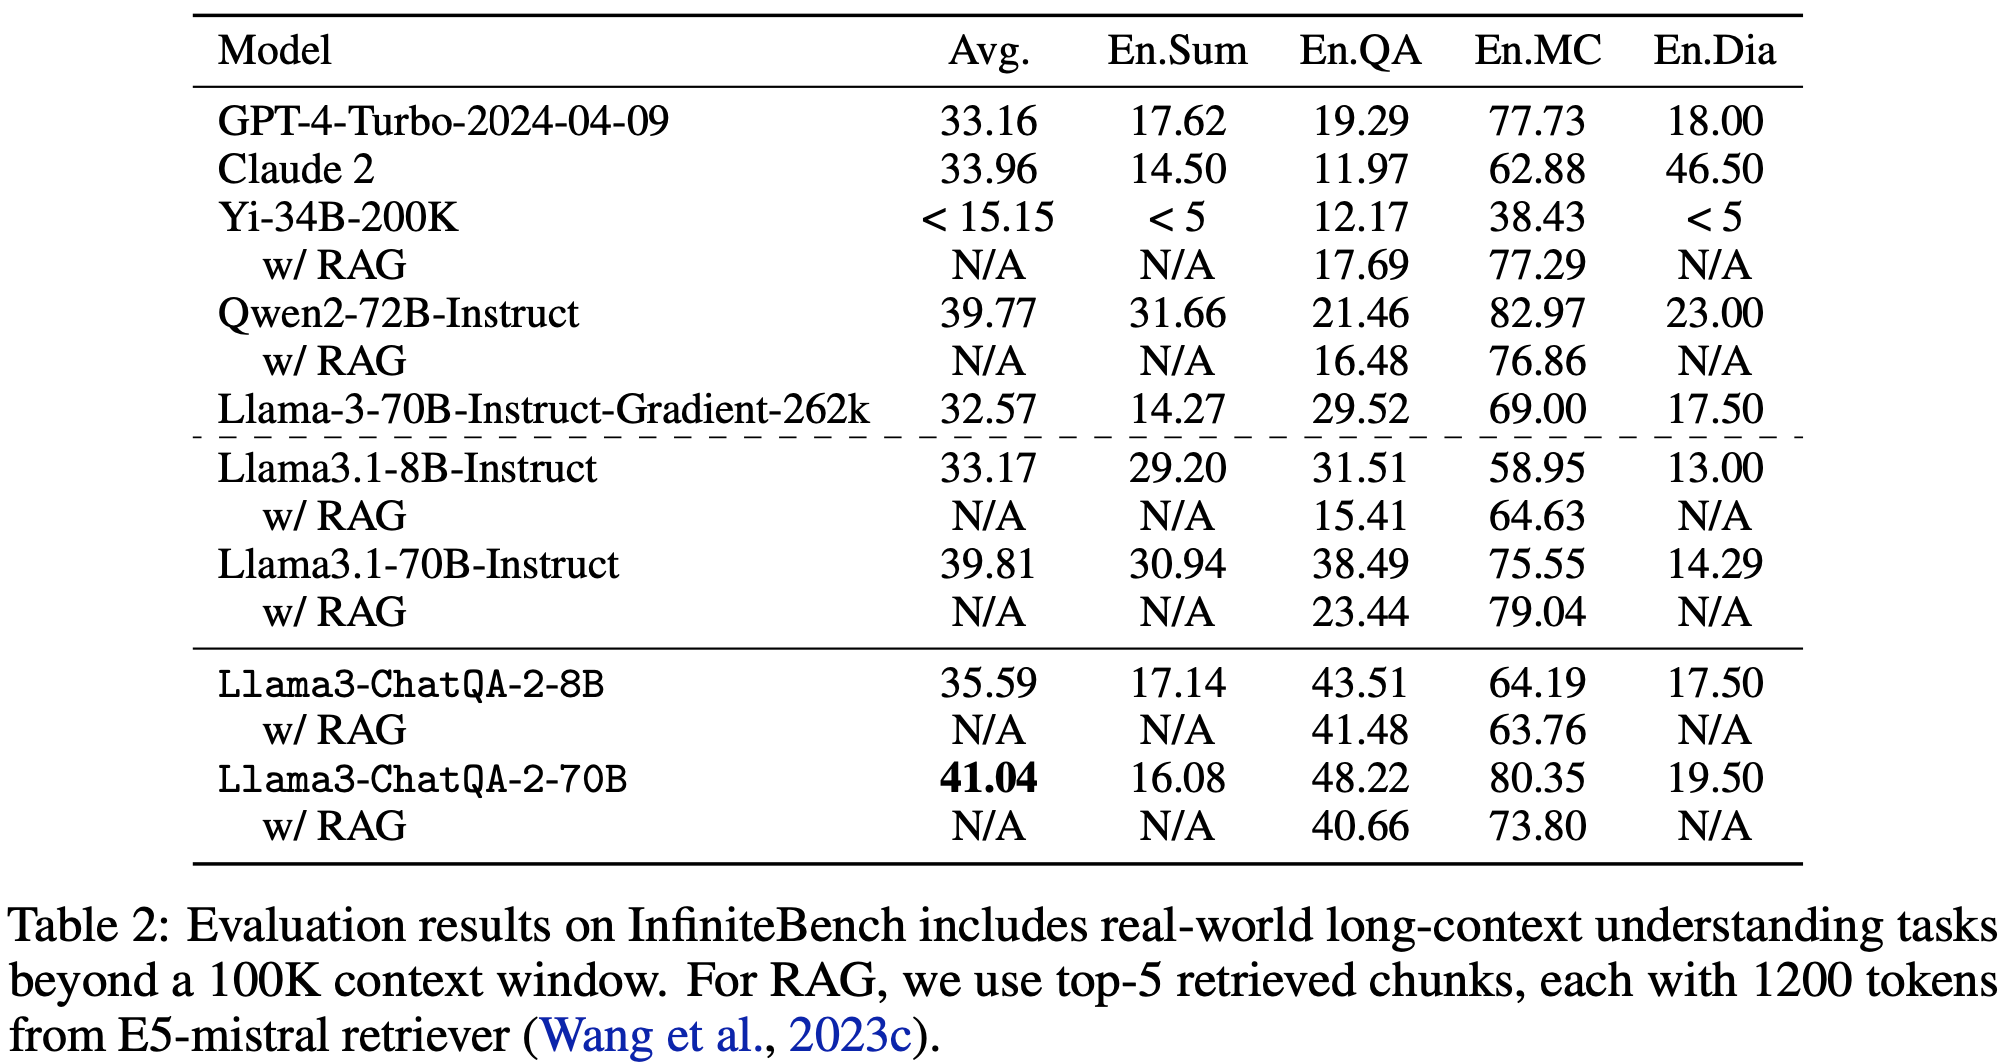 Model Avg. En.Sum En.QA En.MC En.Dia
GPT-4-Turbo-2024-04-09 33.16 17.62 19.29 77.73 18.00
Claude 2 33.96 14.50 11.97 62.88 46.50
Yi-34B-200K < 15.15 < 5 12.17 38.43 < 5
w/ RAG N/A N/A 17.69 77.29 N/A
Qwen2-72B-Instruct 39.77 31.66 21.46 82.97 23.00
w/ RAG N/A N/A 16.48 76.86 N/A
Llama-3-70B-Instruct-Gradient-262k 32.57 14.27 29.52 69.00 17.50
Llama3.1-8B-Instruct 33.17 29.20 31.51 58.95 13.00
w/ RAG N/A N/A 15.41 64.63 N/A
Llama3.1-70B-Instruct 39.81 30.94 38.49 75.55 14.29
w/ RAG N/A N/A 23.44 79.04 N/A
Llama3-ChatQA-2-8B 35.59 17.14 43.51 64.19 17.50
w/ RAG N/A N/A 41.48 63.76 N/A
Llama3-ChatQA-2-70B 41.04 16.08 48.22 80.35 19.50
w/ RAG N/A N/A 40.66 73.80 N/A
Table 2: Evaluation results on InfiniteBench includes real-world long-context understanding tasks
beyond a 100K context window. For RAG, we use top-5 retrieved chunks, each with 1200 tokens
from E5-mistral retriever (Wang et al., 2023c).